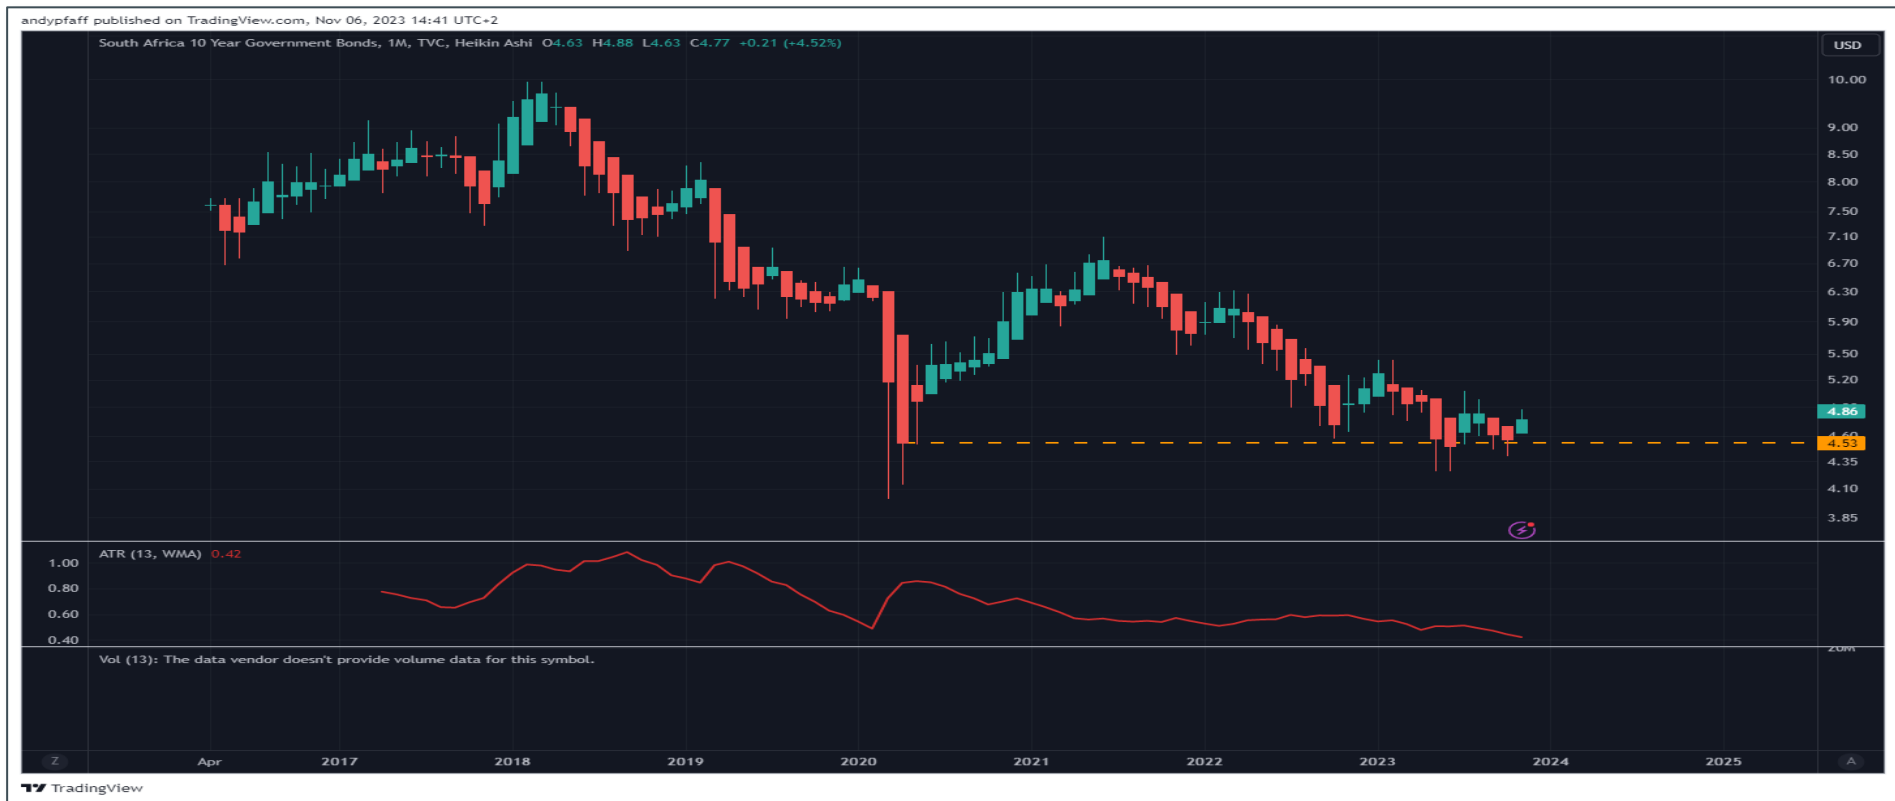 andypfaff published on TradingView.com, Nov 06, 2023 14:41 UTC+2
South Africa 10 Year Government Bonds, 1M, TVC, Heikin Ashi O4.63 H4.88 L4.63 C4.77 +0.21 (+4.52%)
USD
10.00
9.00
8.50
8.00
7.50
7.10
6.70
6.30
5.90
5.50
5.20
4.86
4.60
4.53
4.35
4.10
3.85
ATR (13, WMA) 0.42
1.00
0.80
0.60
0.40
Vol (13): The data vendor doesn't provide volume data for this symbol.
20M
Z Apr 2017 2018 2019 2020 2021 2022 2023 2024 2025 A
TradingView